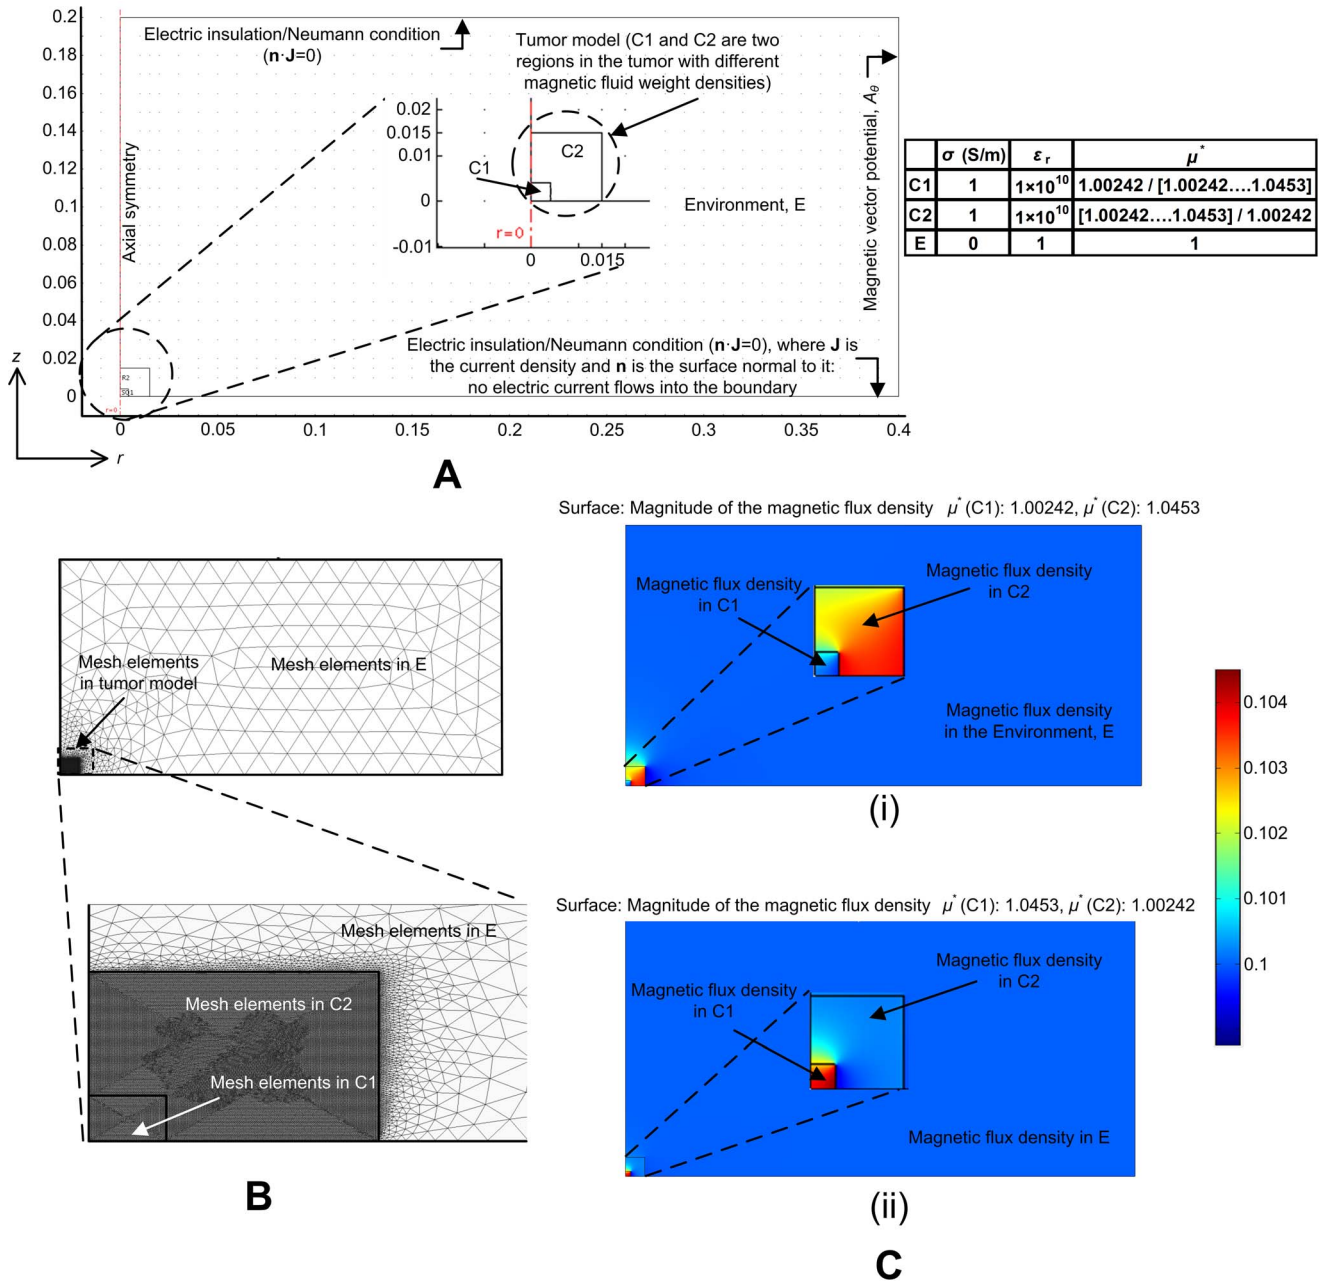 0.2
0.18
0.16
0.14
0.12
0.1
0.08
0.06
0.04
0.02
0
z
r
0
0.05
0.1
0.15
0.2
0.25
0.3
0.35
0.4
Axial symmetry
Electric insulation/Neumann condition
(n·J=0)
Tumor model (C1 and C2 are two
regions in the tumor with different
magnetic fluid weight densities)
Magnetic vector potential, Aθ
0.02
0.015
0.01
0
-0.01
C1
C2
r=0
0
0.015
Environment, E
R2
r=0
Electric insulation/Neumann condition (n·J=0), where J is
the current density and n is the surface normal to it:
no electric current flows into the boundary
A
σ (S/m) εr μ*
C1 1 1×10^10 1.00242 / [1.00242....1.0453]
C2 1 1×10^10 [1.00242....1.0453] / 1.00242
E 0 1 1
Mesh elements
in tumor model
Mesh elements in E
Mesh elements in E
Mesh elements in C2
Mesh elements in C1
B
Surface: Magnitude of the magnetic flux density μ*(C1): 1.00242, μ*(C2): 1.0453
Magnetic flux density
in C1
Magnetic flux density
in C2
Magnetic flux density
in the Environment, E
(i)
Surface: Magnitude of the magnetic flux density μ*(C1): 1.0453, μ*(C2): 1.00242
Magnetic flux density
in C1
Magnetic flux density
in C2
Magnetic flux density in E
(ii)
0.104
0.103
0.102
0.101
0.1
C